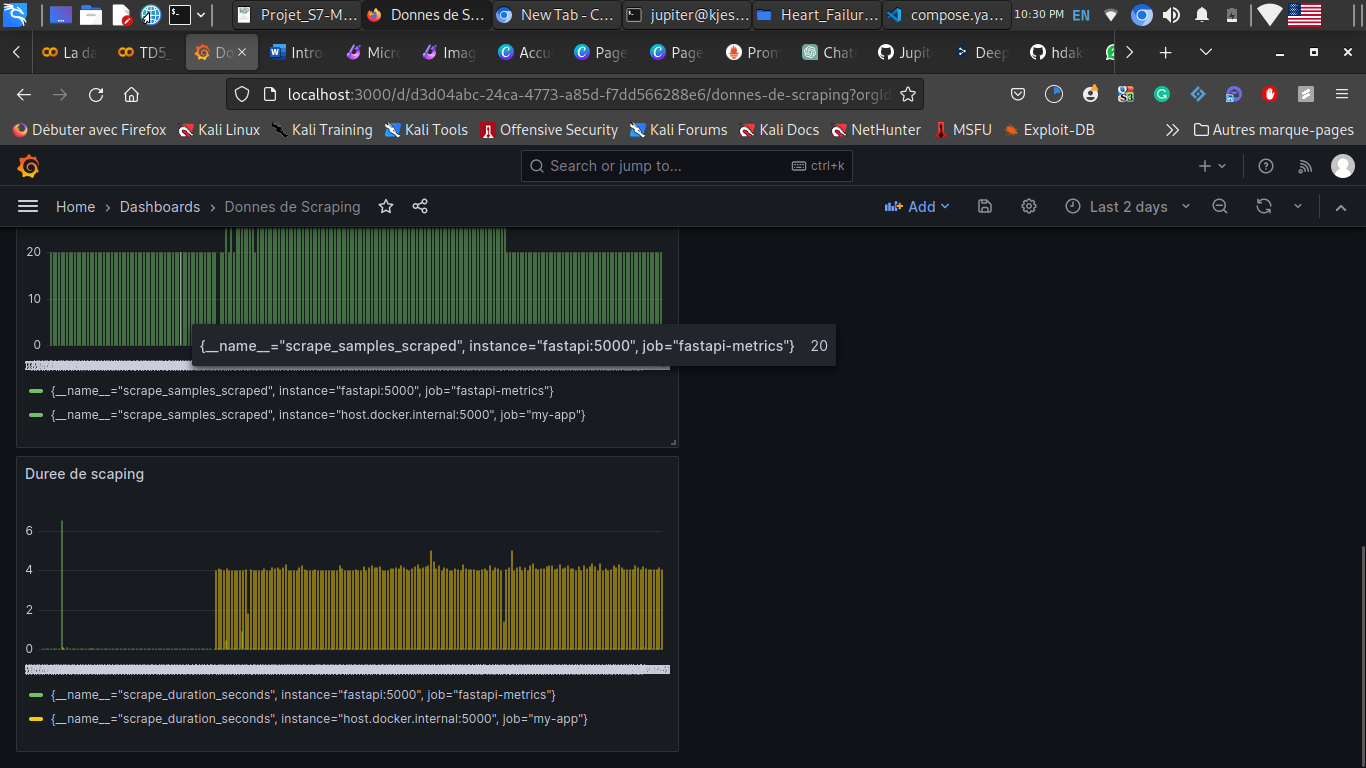 Projet_S7-M...
Donnes de S...
New Tab - C...
jupiter@kjes...
Heart_Failur...
compose.ya...
10:30 PM
EN
La da
TD5_
Do
Intro
Micro
Imag
Accu
Page
Page
Prom
Chat
Jupit
Deep
hdak
localhost:3000/d/d3d04abc-24ca-4773-a85d-f7dd566288e6/donnes-de-scraping?orgId
Débuter avec Firefox
Kali Linux
Kali Training
Kali Tools
Offensive Security
Kali Forums
Kali Docs
NetHunter
MSFU
Exploit-DB
Autres marque-pages
Search or jump to...
ctrl+k
Home
Dashboards
Donnes de Scraping
Add
Last 2 days
20
10
0
{__name__="scrape_samples_scraped", instance="fastapi:5000", job="fastapi-metrics"} 20
{__name__="scrape_samples_scraped", instance="fastapi:5000", job="fastapi-metrics"}
{__name__="scrape_samples_scraped", instance="host.docker.internal:5000", job="my-app"}
Duree de scaping
6
4
2
0
{__name__="scrape_duration_seconds", instance="fastapi:5000", job="fastapi-metrics"}
{__name__="scrape_duration_seconds", instance="host.docker.internal:5000", job="my-app"}